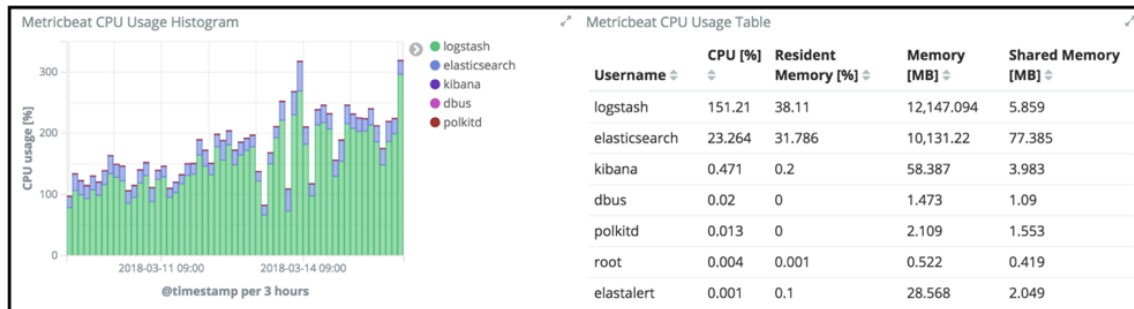 Metricbeat CPU Usage Histogram
CPU usage [%]
300
200
100
0
2018-03-11 09:00 2018-03-14 09:00
@timestamp per 3 hours
logstash
elasticsearch
kibana
dbus
polkitd
Metricbeat CPU Usage Table
Username CPU [%] Resident Memory [%] Memory [MB] Shared Memory [MB]
logstash 151.21 38.11 12,147.094 5.859
elasticsearch 23.264 31.786 10,131.22 77.385
kibana 0.471 0.2 58.387 3.983
dbus 0.02 0 1.473 1.09
polkitd 0.013 0 2.109 1.553
root 0.004 0.001 0.522 0.419
elastalert 0.001 0.1 28.568 2.049